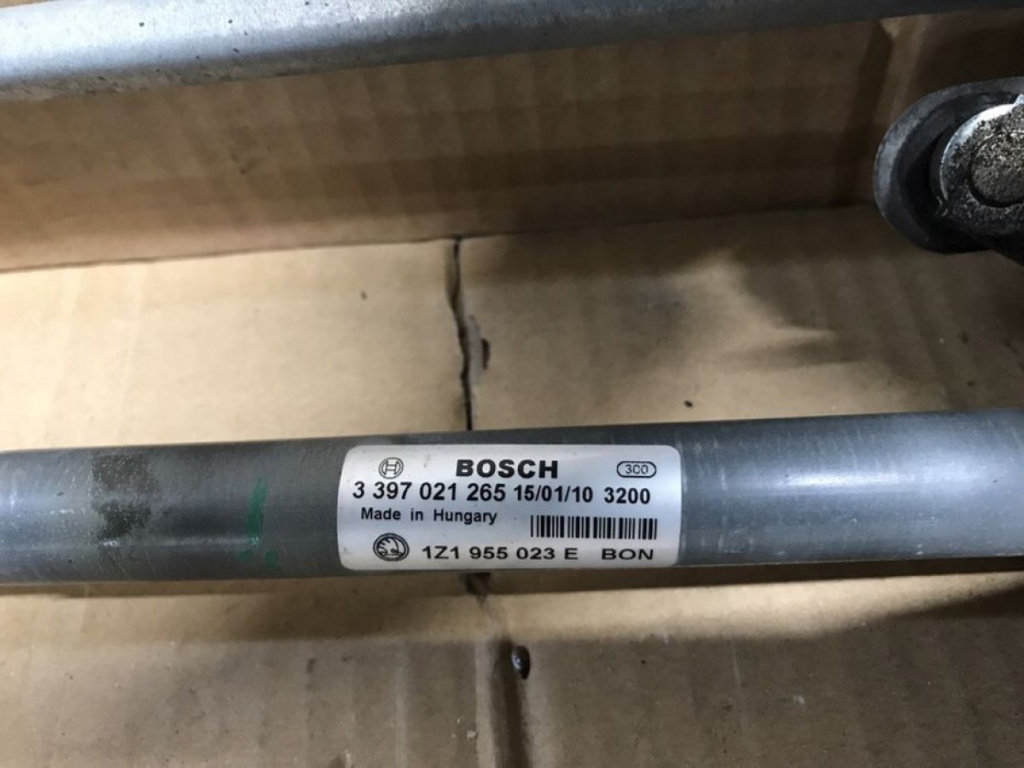 BOSCH 300
3 397 021 265 15/01/10 3200
Made in Hungary
1Z1 955 023 E BON